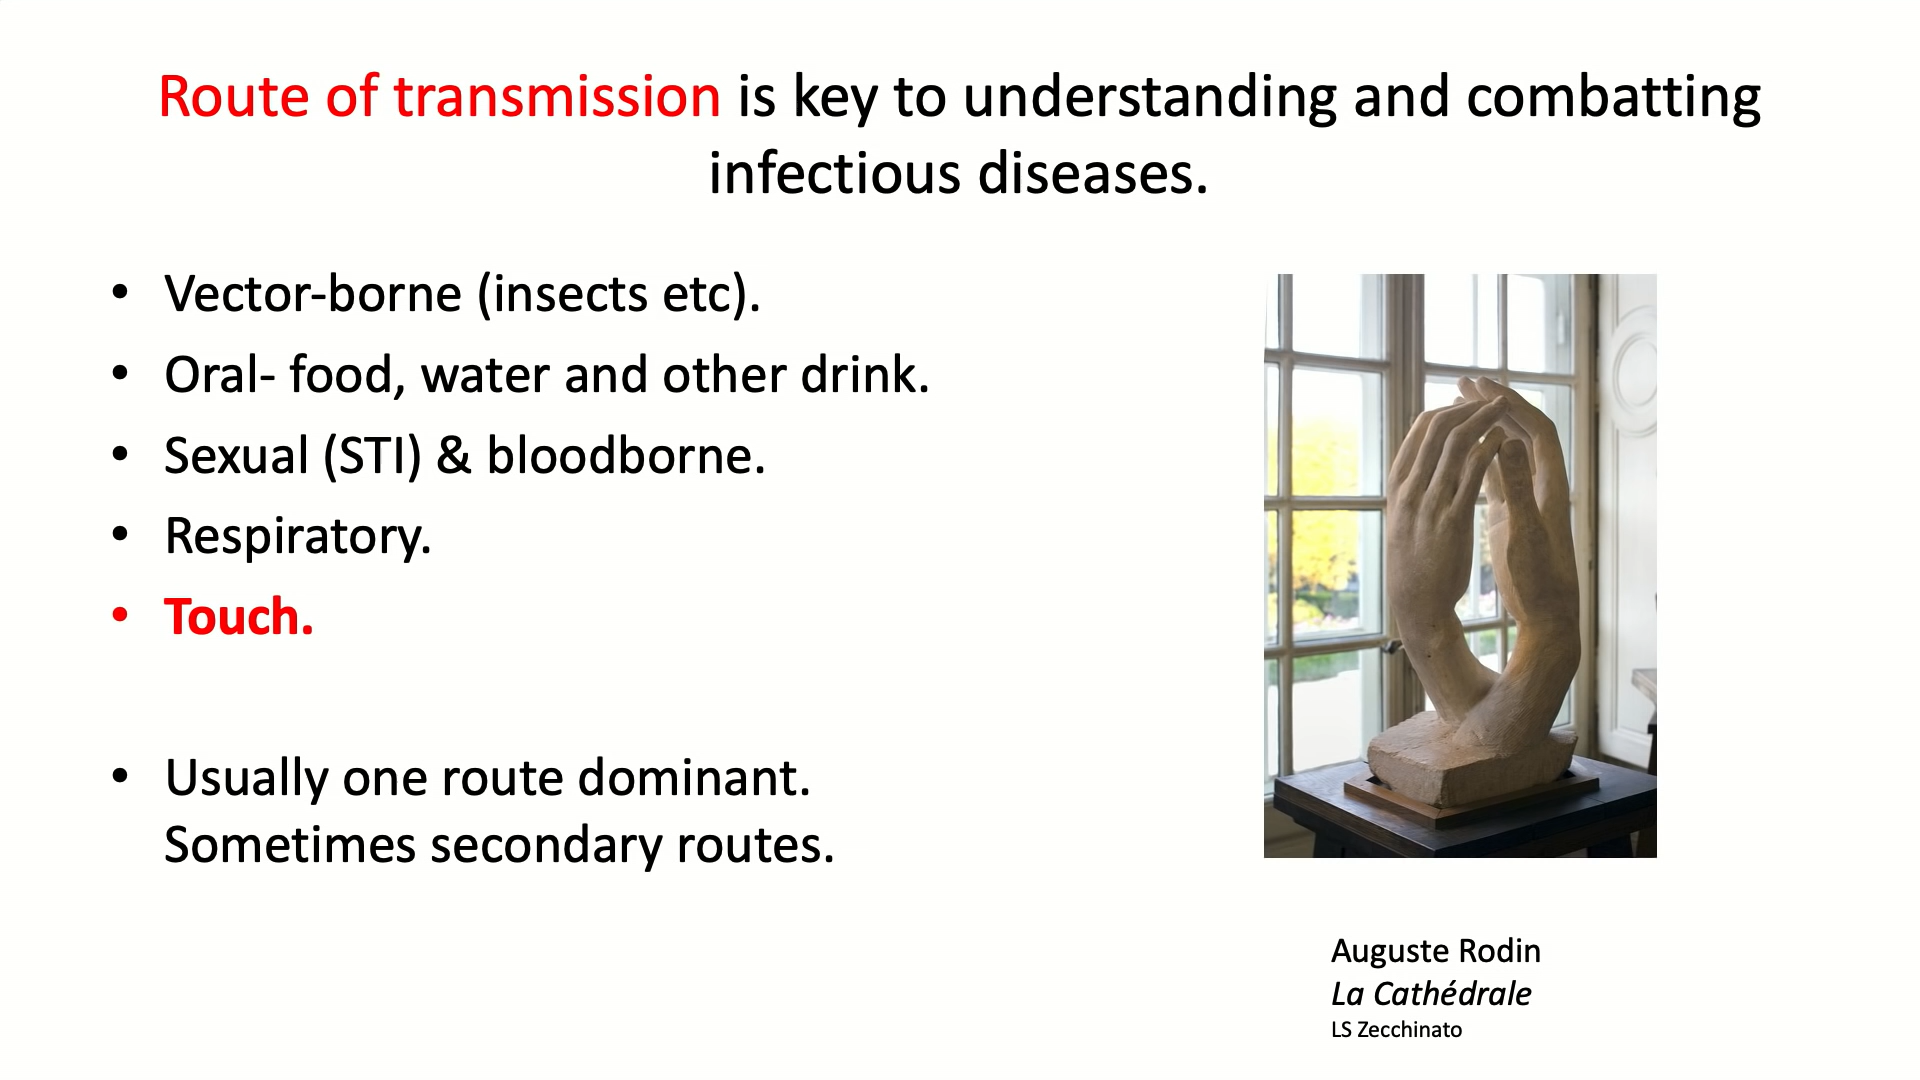 Route of transmission is key to understanding and combatting
infectious diseases.
• Vector-borne (insects etc).
• Oral- food, water and other drink.
• Sexual (STI) & bloodborne.
• Respiratory.
• Touch.
• Usually one route dominant.
Sometimes secondary routes.
Auguste Rodin
La Cathédrale
LS Zecchinato